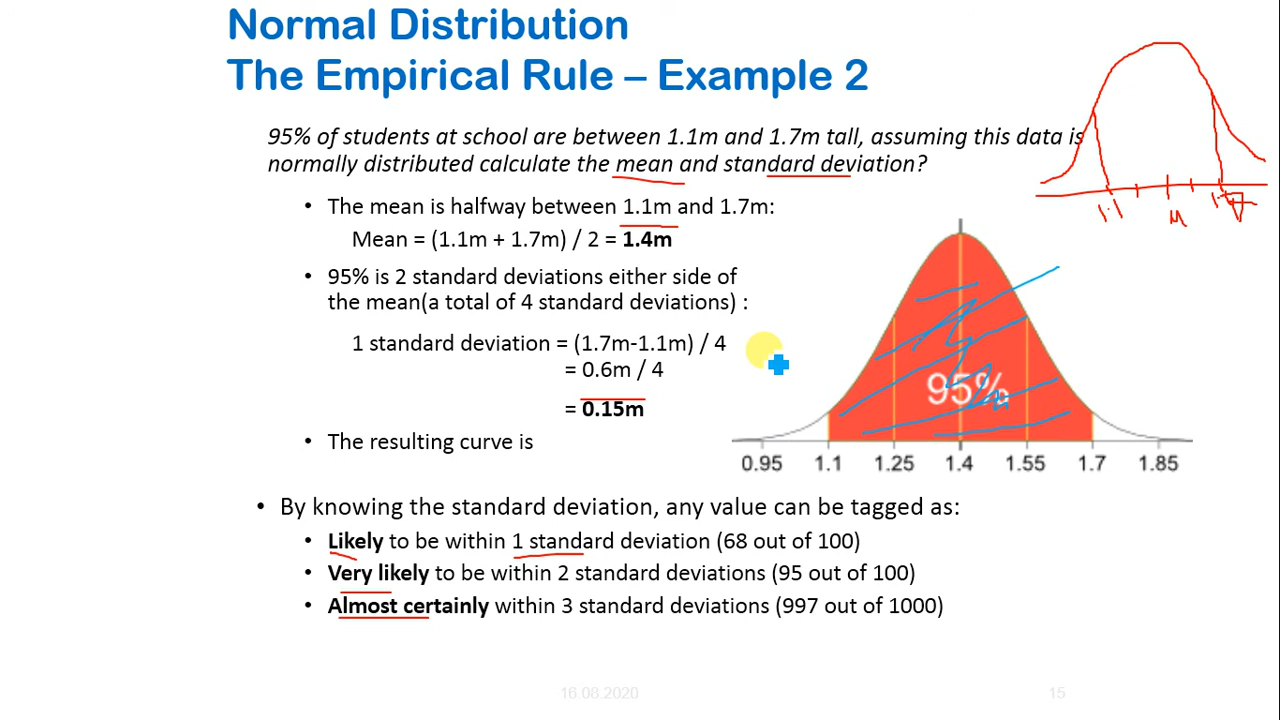 Normal Distribution
The Empirical Rule – Example 2
95% of students at school are between 1.1m and 1.7m tall, assuming this data is
normally distributed calculate the mean and standard deviation?
• The mean is halfway between 1.1m and 1.7m:
Mean = (1.1m + 1.7m) / 2 = 1.4m
• 95% is 2 standard deviations either side of
the mean(a total of 4 standard deviations) :
1 standard deviation = (1.7m-1.1m) / 4
= 0.6m / 4
= 0.15m
• The resulting curve is
1.1 M 1.7
95%
0.95 1.1 1.25 1.4 1.55 1.7 1.85
• By knowing the standard deviation, any value can be tagged as:
• Likely to be within 1 standard deviation (68 out of 100)
• Very likely to be within 2 standard deviations (95 out of 100)
• Almost certainly within 3 standard deviations (997 out of 1000)
16.08.2020
15